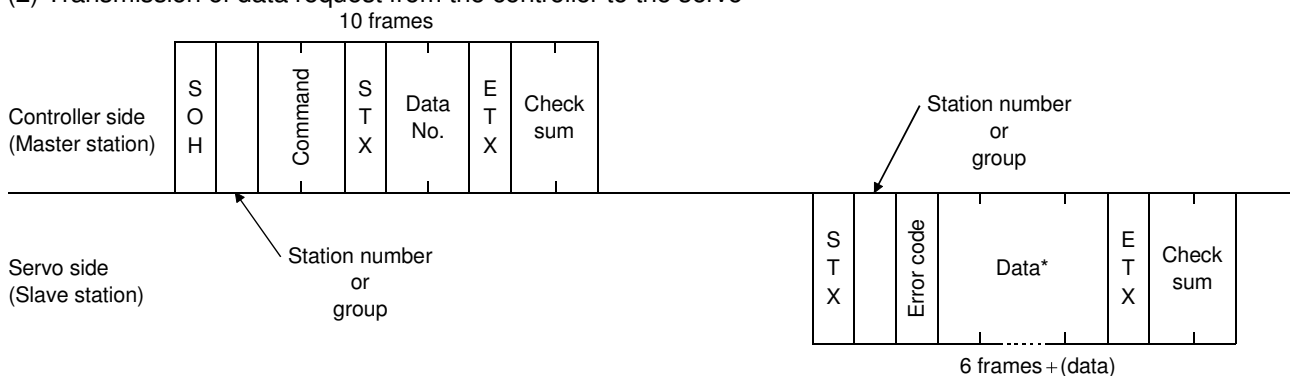 (2) Transmission of data request from the controller to the servo
10 frames
Controller side
(Master station)
S
O
H
Command
S
T
X
Data
No.
E
T
X
Check
sum
Station number
or
group
Station number
or
group
Servo side
(Slave station)
S
T
X
Error code
Data*
E
T
X
Check
sum
6 frames + (data)